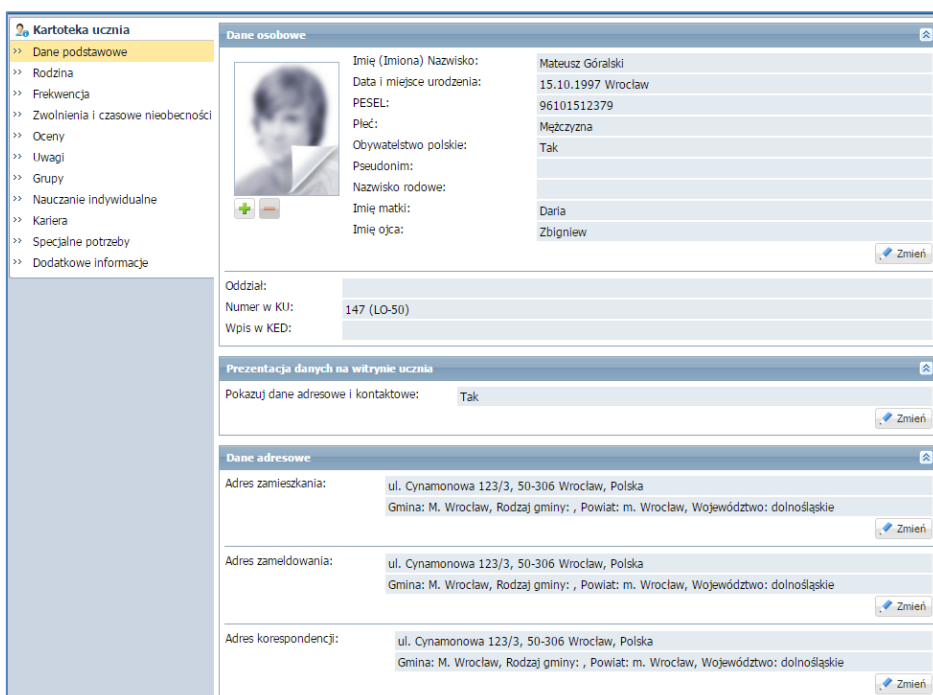 Kartoteka ucznia
>> Dane podstawowe
>> Rodzina
>> Frekwencja
>> Zwolnienia i czasowe nieobecności
>> Oceny
>> Uwagi
>> Grupy
>> Nauczanie indywidualne
>> Kariera
>> Specjalne potrzeby
>> Dodatkowe informacje
Dane osobowe
Imię (Imiona) Nazwisko: Mateusz Góralski
Data i miejsce urodzenia: 15.10.1997 Wrocław
PESEL: 96101512379
Płeć: Mężczyzna
Obywatelstwo polskie: Tak
Pseudonim:
Nazwisko rodowe:
Imię matki: Daria
Imię ojca: Zbigniew
Zmień
Oddział:
Numer w KU: 147 (LO-50)
Wpis w KED:
Prezentacja danych na witrynie ucznia
Pokazuj dane adresowe i kontaktowe: Tak
Zmień
Dane adresowe
Adres zamieszkania: ul. Cynamonowa 123/3, 50-306 Wrocław, Polska
Gmina: M. Wrocław, Rodzaj gminy: , Powiat: m. Wrocław, Województwo: dolnośląskie
Zmień
Adres zameldowania: ul. Cynamonowa 123/3, 50-306 Wrocław, Polska
Gmina: M. Wrocław, Rodzaj gminy: , Powiat: m. Wrocław, Województwo: dolnośląskie
Zmień
Adres korespondencji: ul. Cynamonowa 123/3, 50-306 Wrocław, Polska
Gmina: M. Wrocław, Rodzaj gminy: , Powiat: m. Wrocław, Województwo: dolnośląskie
Zmień